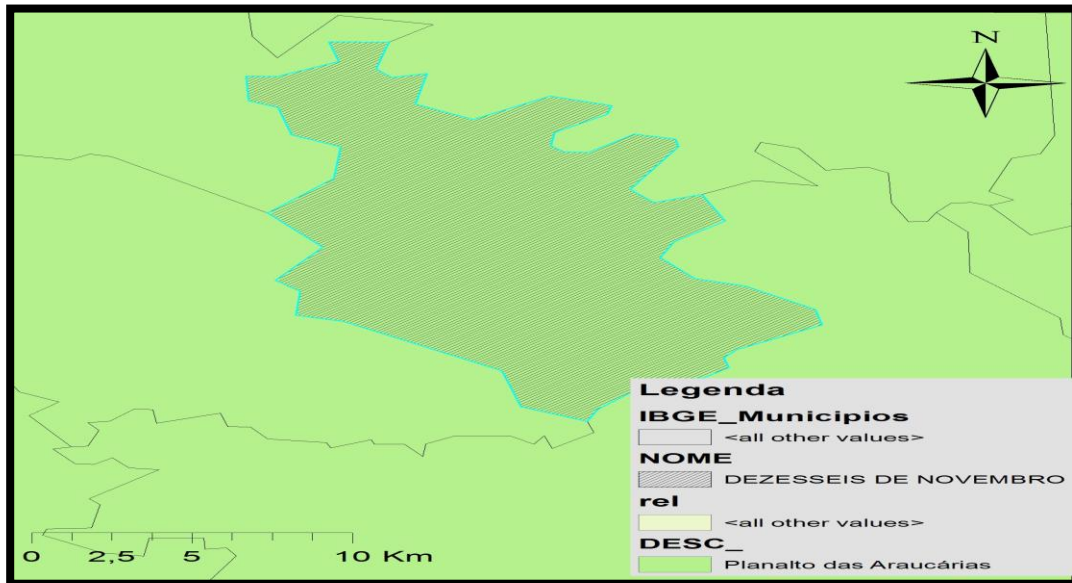 N
Legenda
IBGE_Municipios
<all other values>
NOME
DEZESSEIS DE NOVEMBRO
rel
<all other values>
DESC_
Planalto das Araucárias
0 2,5 5 10 Km